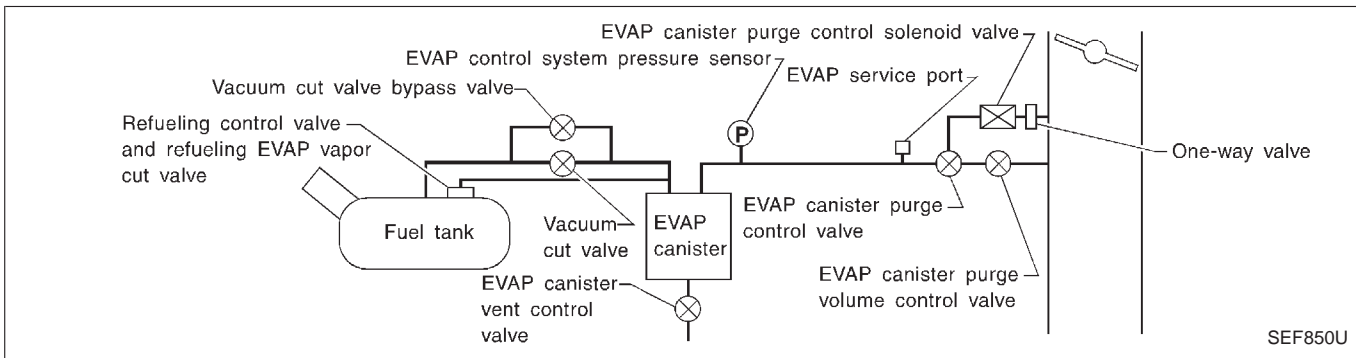 EVAP canister purge control solenoid valve
EVAP control system pressure sensor
EVAP service port
Vacuum cut valve bypass valve
Refueling control valve
and refueling EVAP vapor
cut valve
P
One-way valve
Fuel tank
Vacuum
cut valve
EVAP
canister
EVAP canister purge
control valve
EVAP canister
vent control
valve
EVAP canister purge
volume control valve
SEF850U